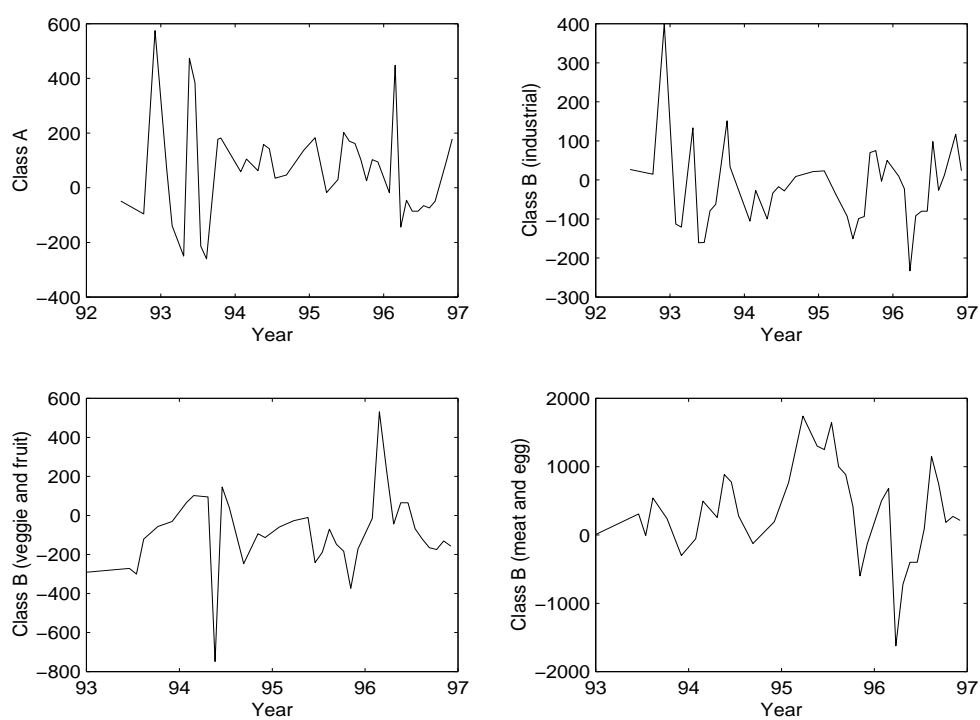 600
400
200
0
−200
−400
Class A
92 93 94 95 96 97
Year
400
300
200
100
0
−100
−200
−300
Class B (industrial)
92 93 94 95 96 97
Year
600
400
200
0
−200
−400
−600
−800
Class B (veggie and fruit)
93 94 95 96 97
Year
2000
1000
0
−1000
−2000
Class B (meat and egg)
93 94 95 96 97
Year